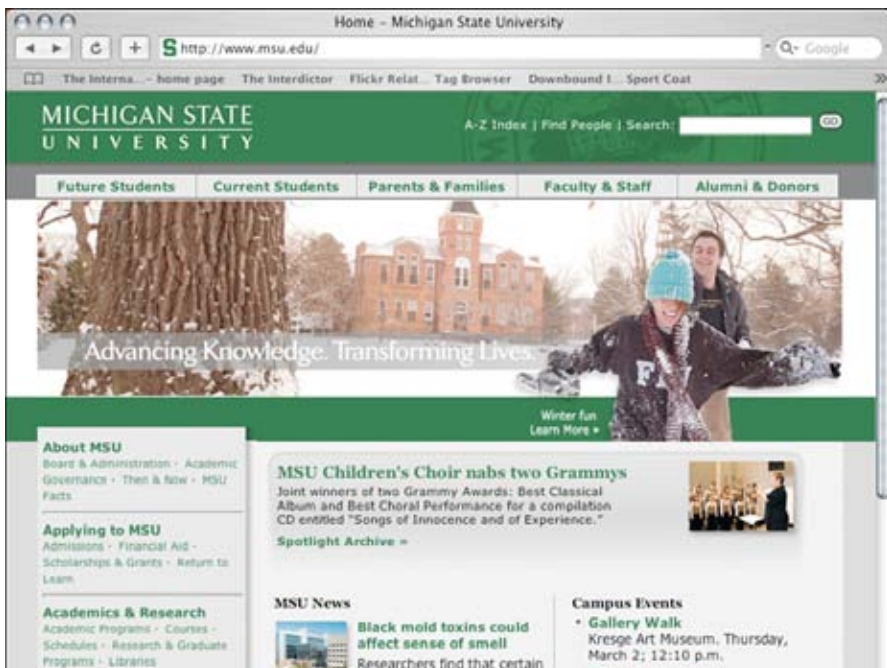 Home – Michigan State University
http://www.msu.edu/
Google
The Interna... – home page The Interdictor Flickr Relat... Tag Browser Downbound I... Sport Coat
MICHIGAN STATE
UNIVERSITY
A-Z Index | Find People | Search:
GO
Future Students Current Students Parents & Families Faculty & Staff Alumni & Donors
Advancing Knowledge. Transforming Lives.
Winter fun
Learn More »
About MSU
Board & Administration - Academic
Governance - Then & Now - MSU
Facts
Applying to MSU
Admissions - Financial Aid -
Scholarships & Grants - Return to
Learn
Academics & Research
Academic Programs - Courses -
Schedules - Research & Graduate
Programs - Libraries
MSU Children's Choir nabs two Grammys
Joint winners of two Grammy Awards: Best Classical
Album and Best Choral Performance for a compilation
CD entitled "Songs of Innocence and of Experience."
Spotlight Archive »
MSU News
Black mold toxins could
affect sense of smell
Researchers find that certain
Campus Events
• Gallery Walk
Kresge Art Museum. Thursday,
March 2; 12:10 p.m.